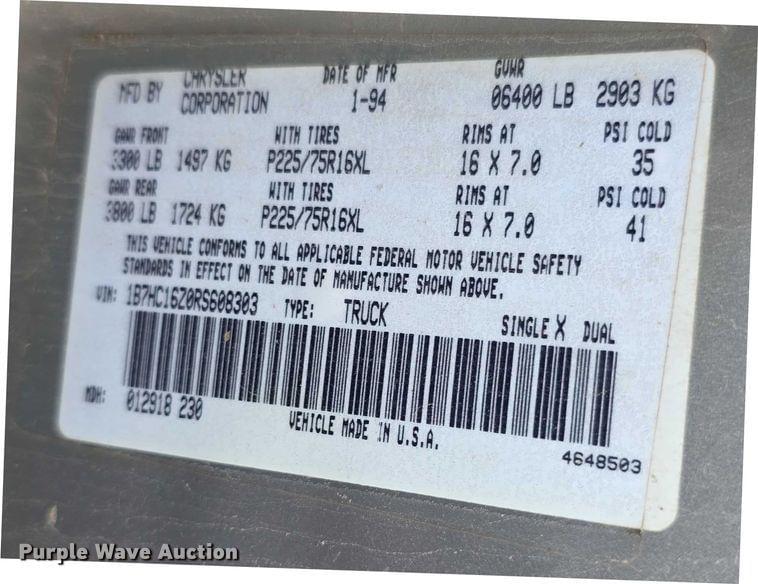 MFD BY CHRYSLER CORPORATION DATE OF MFR 1-94 GVWR 06400 LB 2903 KG
GAWR FRONT WITH TIRES RIMS AT PSI COLD
3300 LB 1497 KG P225/75R16XL 16 X 7.0 35
GAWR REAR WITH TIRES RIMS AT PSI COLD
3800 LB 1724 KG P225/75R16XL 16 X 7.0 41
THIS VEHICLE CONFORMS TO ALL APPLICABLE FEDERAL MOTOR VEHICLE SAFETY
STANDARDS IN EFFECT ON THE DATE OF MANUFACTURE SHOWN ABOVE.
VIN: 1B7HC16Z0RS608303 TYPE: TRUCK SINGLE X DUAL
MDH: 012918 230 VEHICLE MADE IN U.S.A.
4648503
Purple Wave Auction